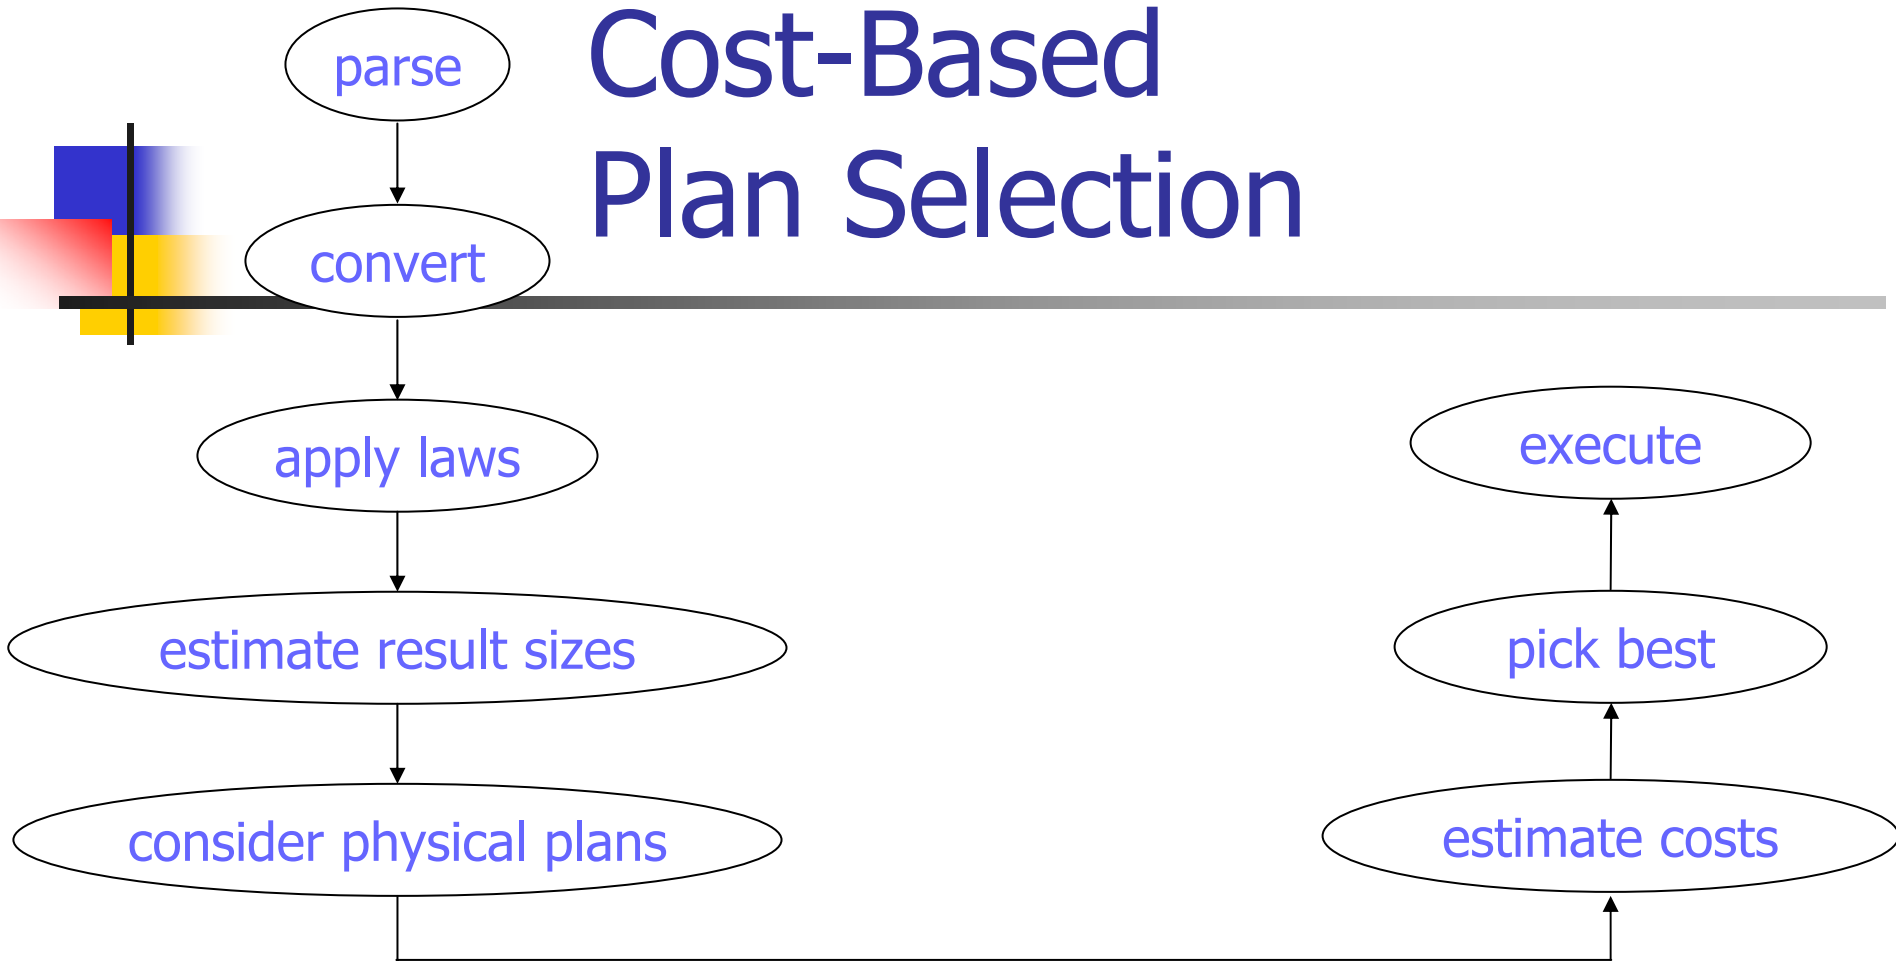 Cost-Based
Plan Selection
parse
convert
apply laws
estimate result sizes
consider physical plans
estimate costs
pick best
execute